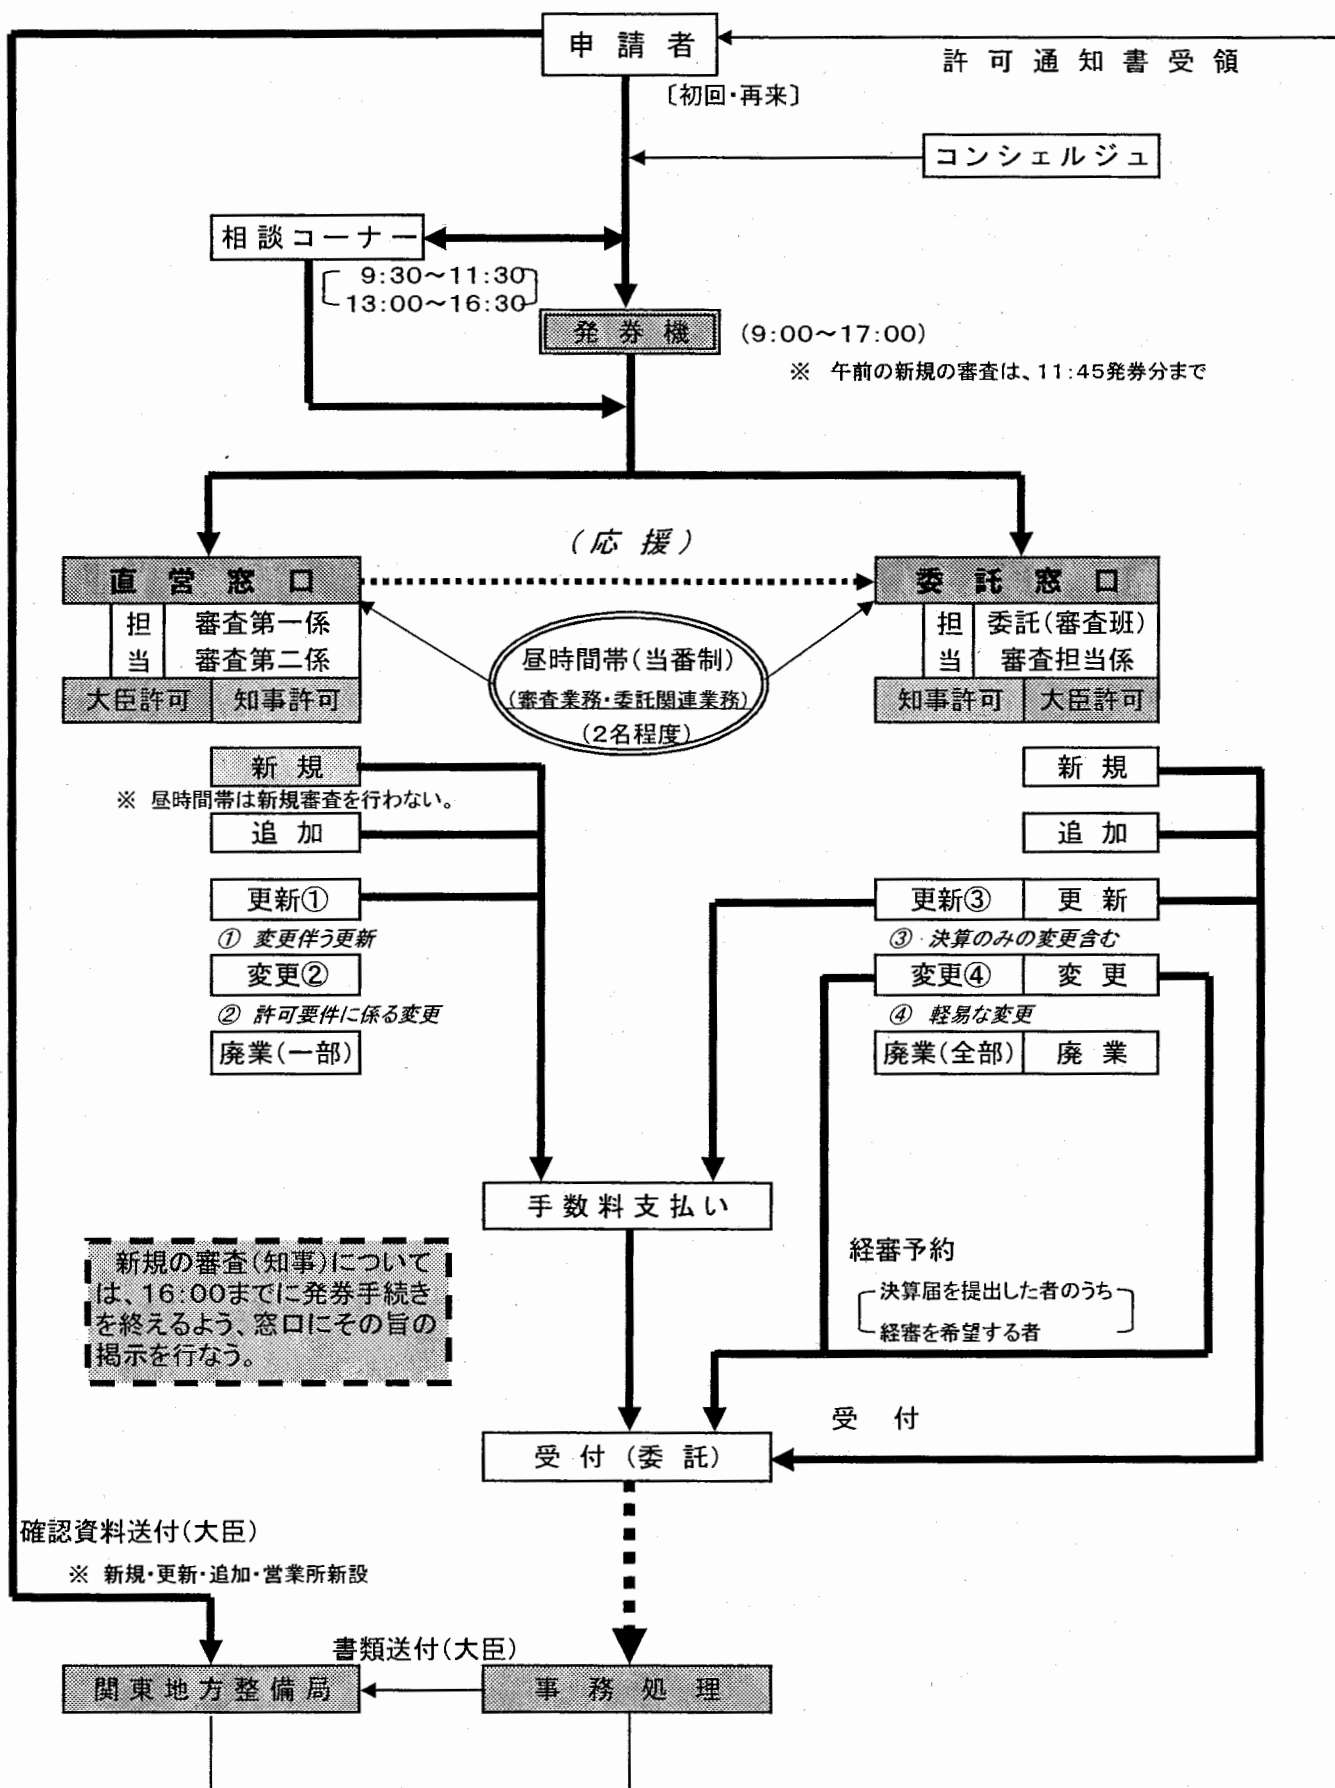 申請者
許可通知書受領
〔初回・再来〕
コンシェルジュ
相談コーナー
9:30～11:30
13:00～16:30
発券機
(9:00～17:00)
※ 午前の新規の審査は、11:45発券分まで
(応援)
直営窓口
委託窓口
担当
審査第一係
審査第二係
担当
委託(審査班)
審査担当係
大臣許可 知事許可
知事許可 大臣許可
昼時間帯(当番制)
(審査業務・委託関連業務)
(2名程度)
新規
※ 昼時間帯は新規審査を行わない。
追加
更新①
① 変更伴う更新
変更②
② 許可要件に係る変更
廃業(一部)
新規
追加
更新③ 更新
③ 決算のみの変更含む
変更④ 変更
④ 軽易な変更
廃業(全部) 廃業
手数料支払い
新規の審査(知事)について
は、16:00までに発券手続き
を終えるよう、窓口にその旨の
掲示を行なう。
経審予約
決算届を提出した者のうち
経審を希望する者
受付
受付(委託)
確認資料送付(大臣)
※ 新規・更新・追加・営業所新設
書類送付(大臣)
関東地方整備局
事務処理